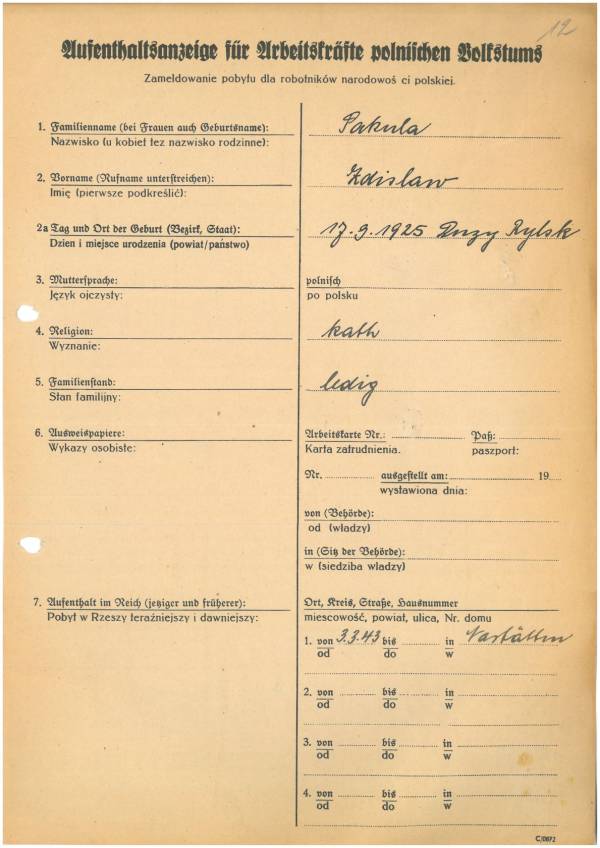 12
Aufenthaltsanzeige für Arbeitskräfte polnischen Volkstums
Zameldowanie pobytu dla robotników narodowoś ci polskiej.
1. Familienname (bei Frauen auch Geburtsname): Pakula
Nazwisko (u kobiet też nazwisko rodzinne):
2. Vorname (Rufname unterstreichen): Zdislaw
Imię (pierwsze podkreślić):
2a Tag und Ort der Geburt (Bezirk, Staat): 17.9.1925 Duzy Rylsk
Dzień i miejsce urodzenia (powiat/państwo)
3. Muttersprache: polnisch
Język ojczysty: po polsku
4. Religion: kath
Wyznanie:
5. Familienstand: ledig
Stan familijny:
6. Ausweispapiere: Arbeitskarte Nr.: Paß:
Wykazy osobiste: Karta zatrudnienia. paszport:
Nr. ausgestellt am: 19
wystawiona dnia:
von (Behörde):
od (władzy)
in (Sitz der Behörde):
w (siedziba władzy)
7. Aufenthalt im Reich (jetziger und früherer): Ort, Kreis, Straße, Hausnummer
Pobyt w Rzeszy teraźniejszy i dawniejszy: miescowość, powiat, ulica, Nr. domu
1. von 3.3.43 bis in Nastätten
od do w
2. von bis in
od do w
3. von bis in
od do w
4. von bis in
od do w
C/0672